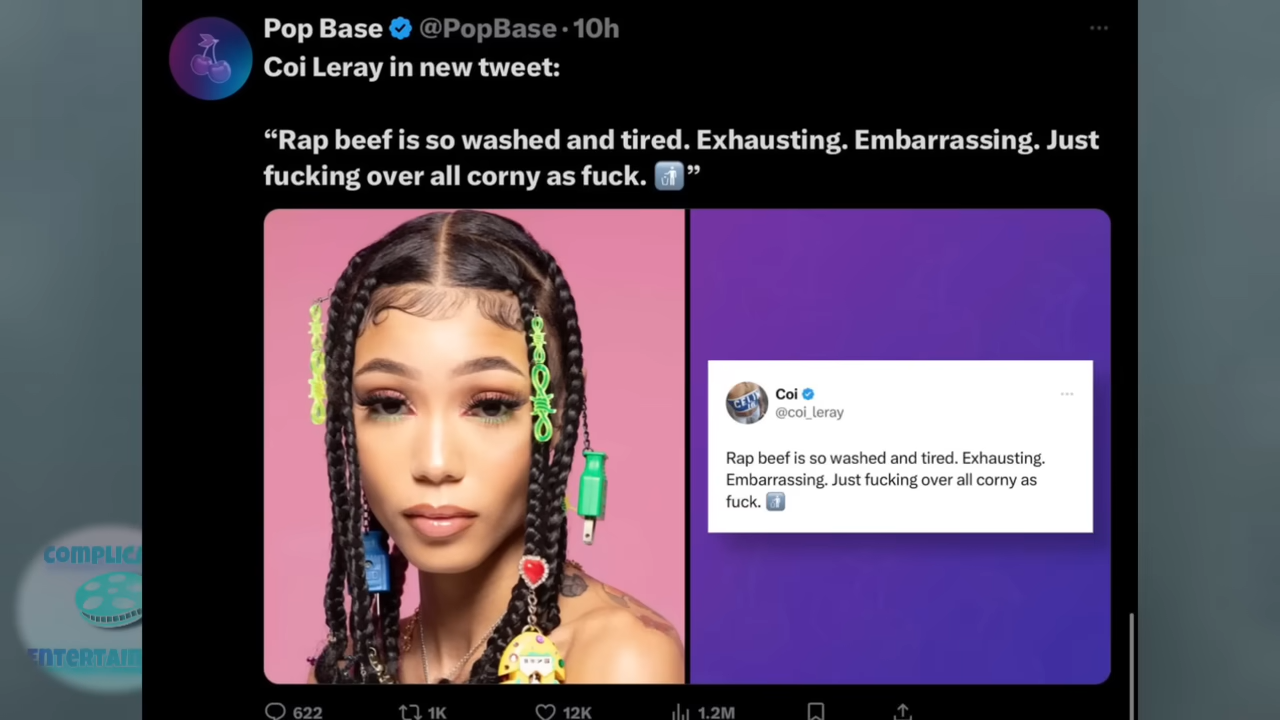 Pop Base @PopBase · 10h
Coi Leray in new tweet:
“Rap beef is so washed and tired. Exhausting. Embarrassing. Just
fucking over all corny as fuck. 🚮”
Coi
@coi_leray
Rap beef is so washed and tired. Exhausting.
Embarrassing. Just fucking over all corny as
fuck. 🚮
622 1K 12K 1.2M
COMPLICA
ENTERTAIN